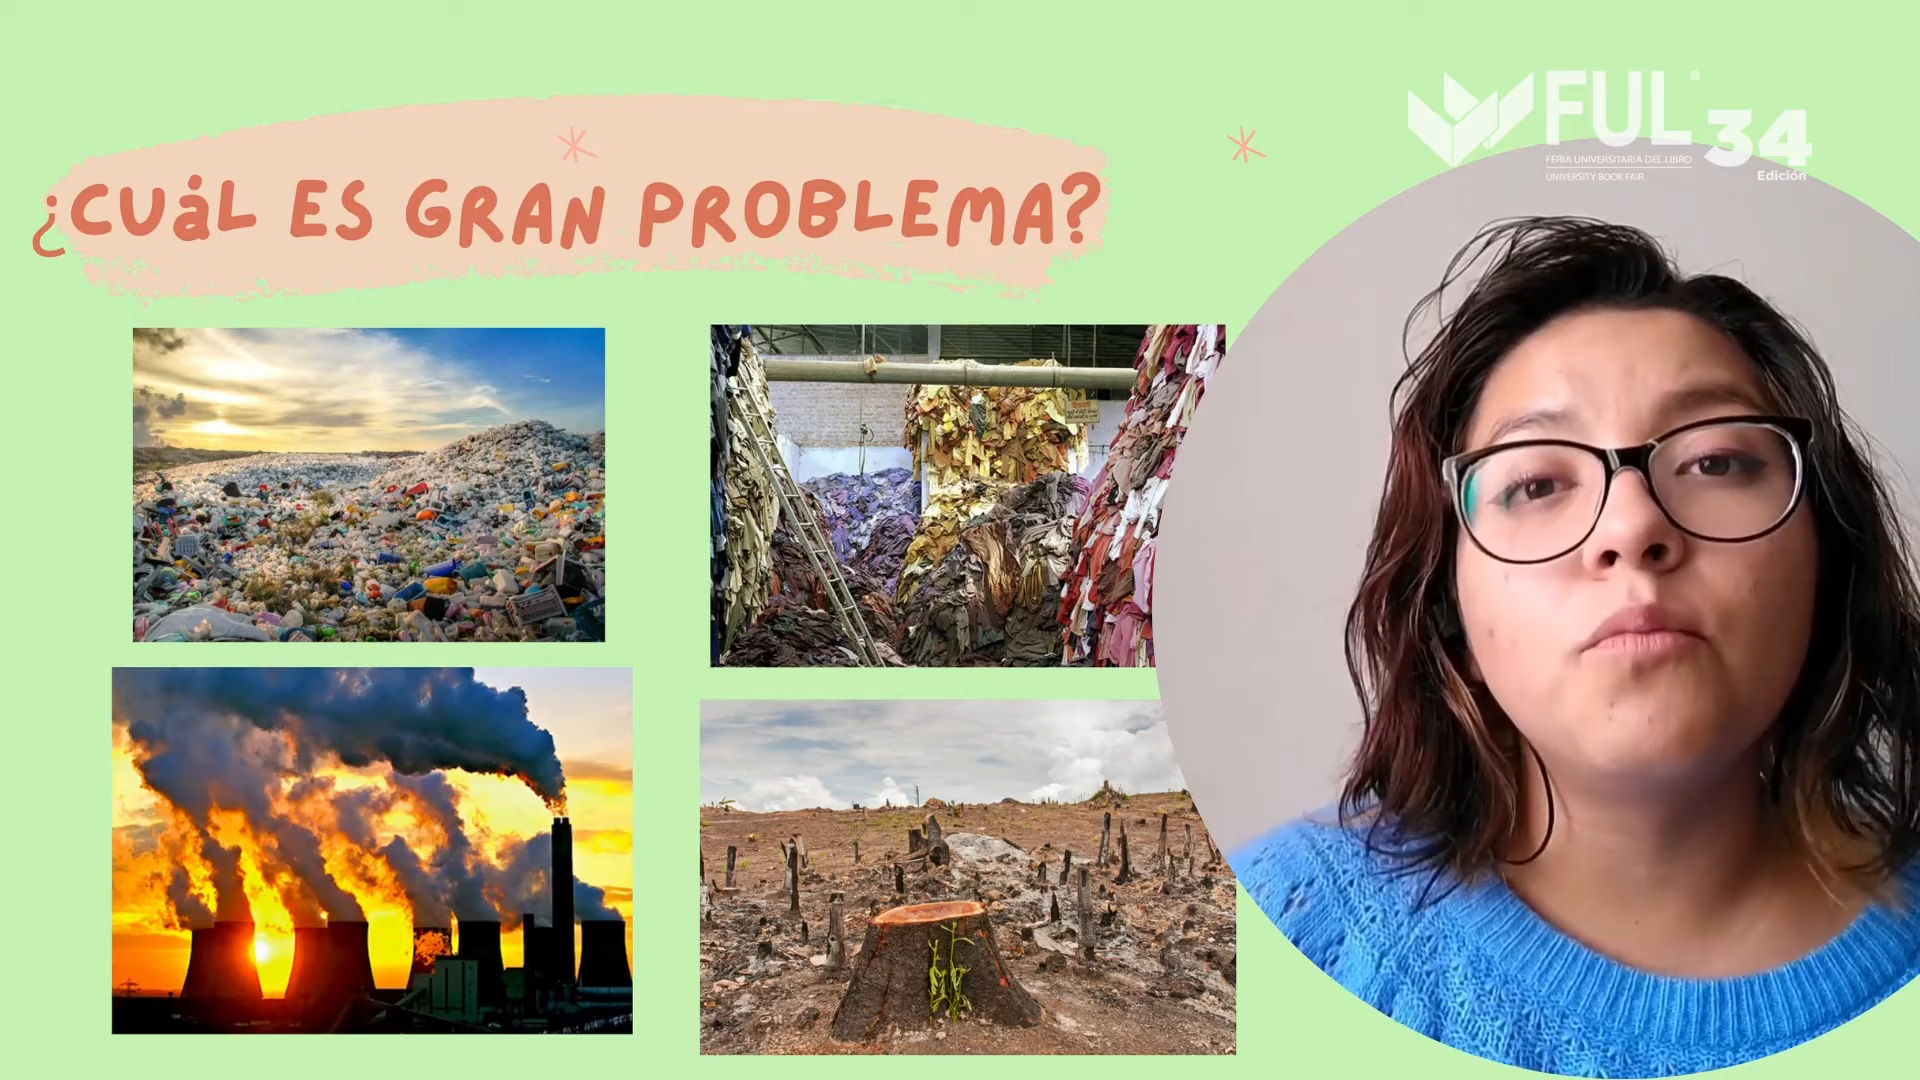 ¿CUáL ES GRAN PROBLEMA?
FUL®
34
FERIA UNIVERSITARIA DEL LIBRO
UNIVERSITY BOOK FAIR
Edición